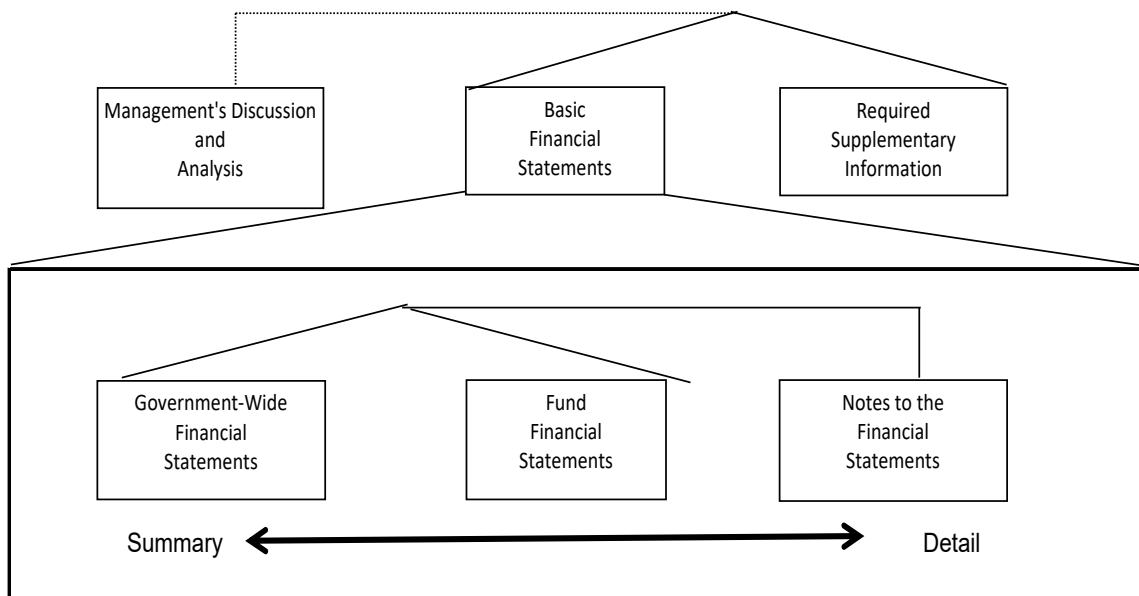 Management's Discussion
and
Analysis
Basic
Financial
Statements
Required
Supplementary
Information
Government-Wide
Financial
Statements
Fund
Financial
Statements
Notes to the
Financial
Statements
Summary
Detail